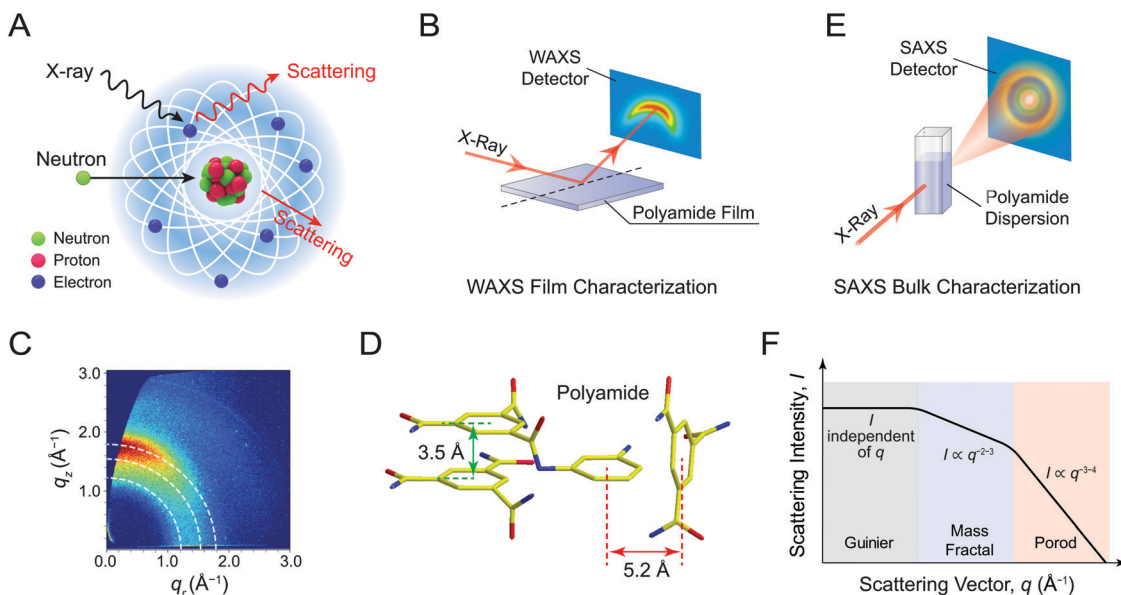 A
X-ray
Scattering
Neutron
Scattering
Neutron
Proton
Electron
B
WAXS
Detector
X-Ray
Polyamide Film
WAXS Film Characterization
E
SAXS
Detector
X-Ray
Polyamide
Dispersion
SAXS Bulk Characterization
C
3.0
2.0
1.0
q_z (Å⁻¹)
0.0 1.0 2.0 3.0
q_r (Å⁻¹)
D
Polyamide
3.5 Å
5.2 Å
F
Scattering Intensity, I
I
independent
of q
I ∝ q⁻²⁻³
I ∝ q⁻³⁻⁴
Guinier
Mass
Fractal
Porod
Scattering Vector, q (Å⁻¹)